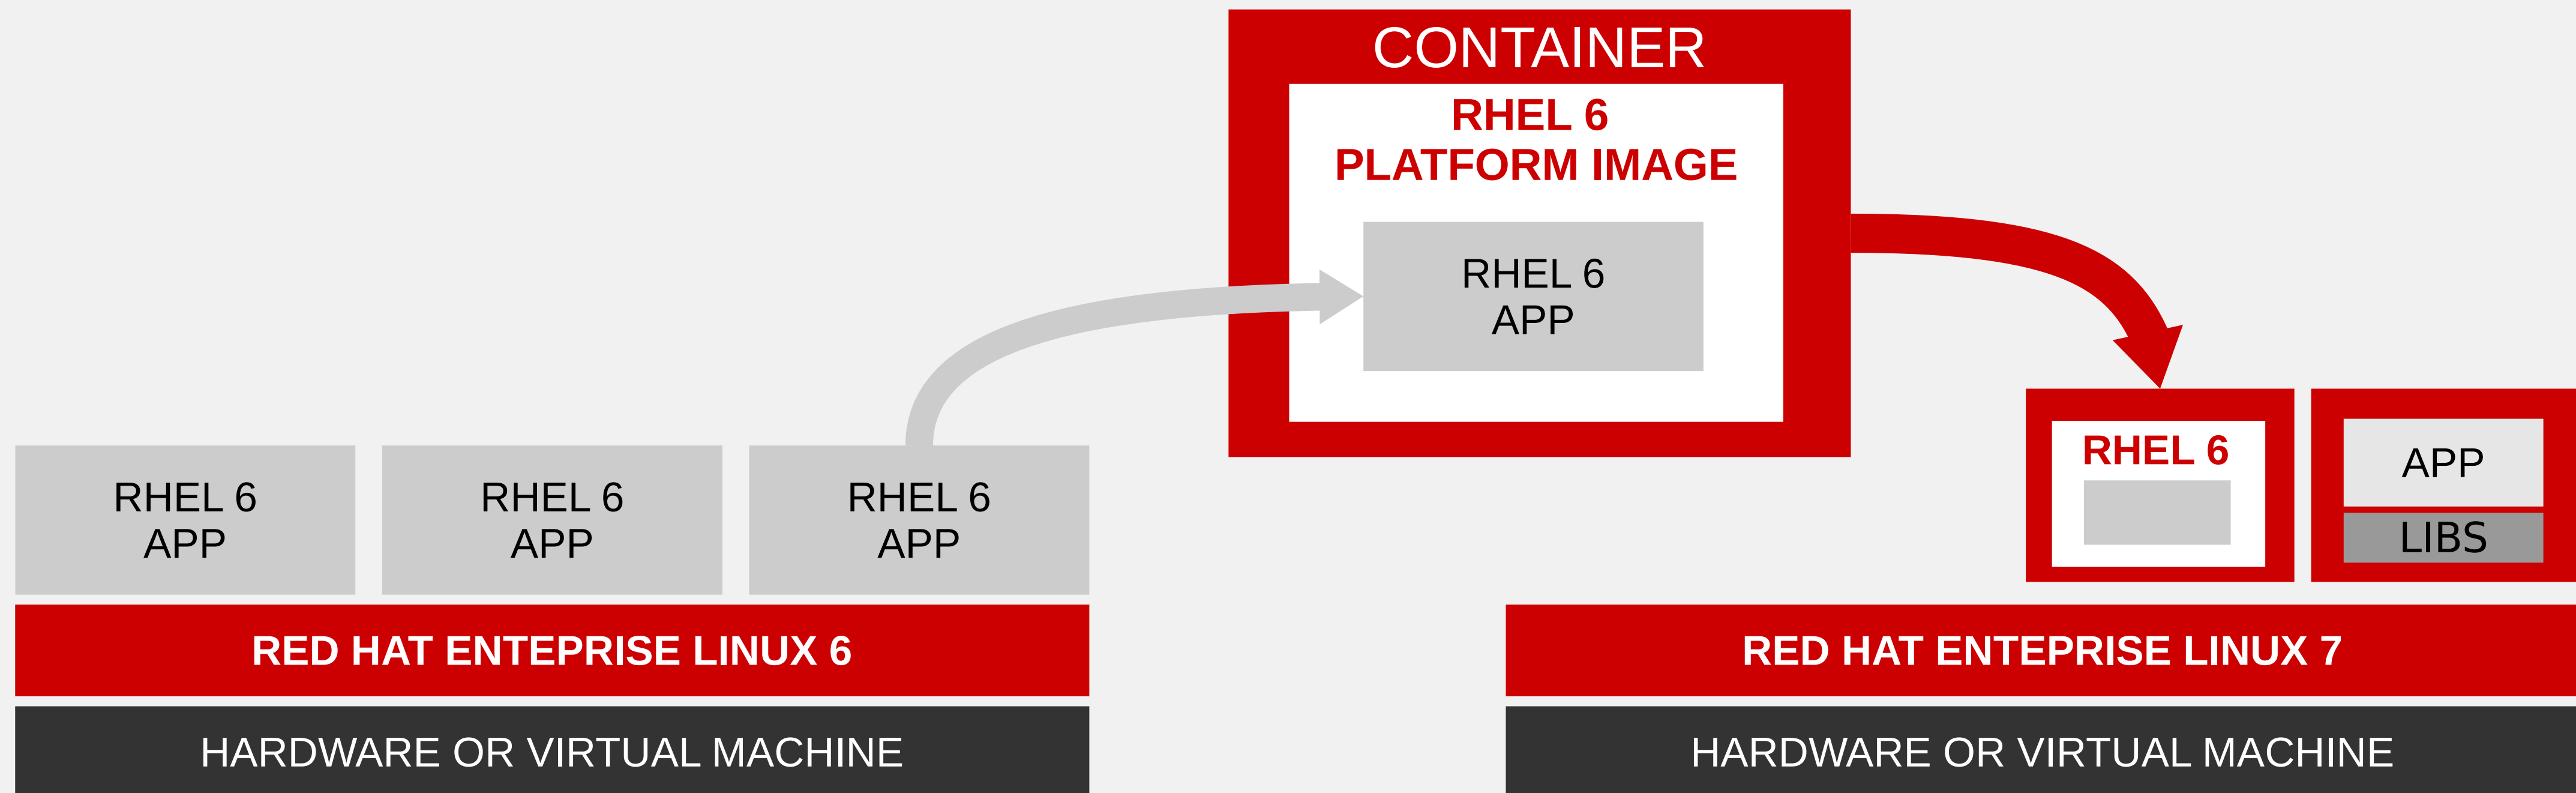 CONTAINER
RHEL 6
PLATFORM IMAGE
RHEL 6
APP
RHEL 6
APP
RHEL 6
APP
RHEL 6
APP
RHEL 6
APP
LIBS
RED HAT ENTEPRISE LINUX 6
RED HAT ENTEPRISE LINUX 7
HARDWARE OR VIRTUAL MACHINE
HARDWARE OR VIRTUAL MACHINE